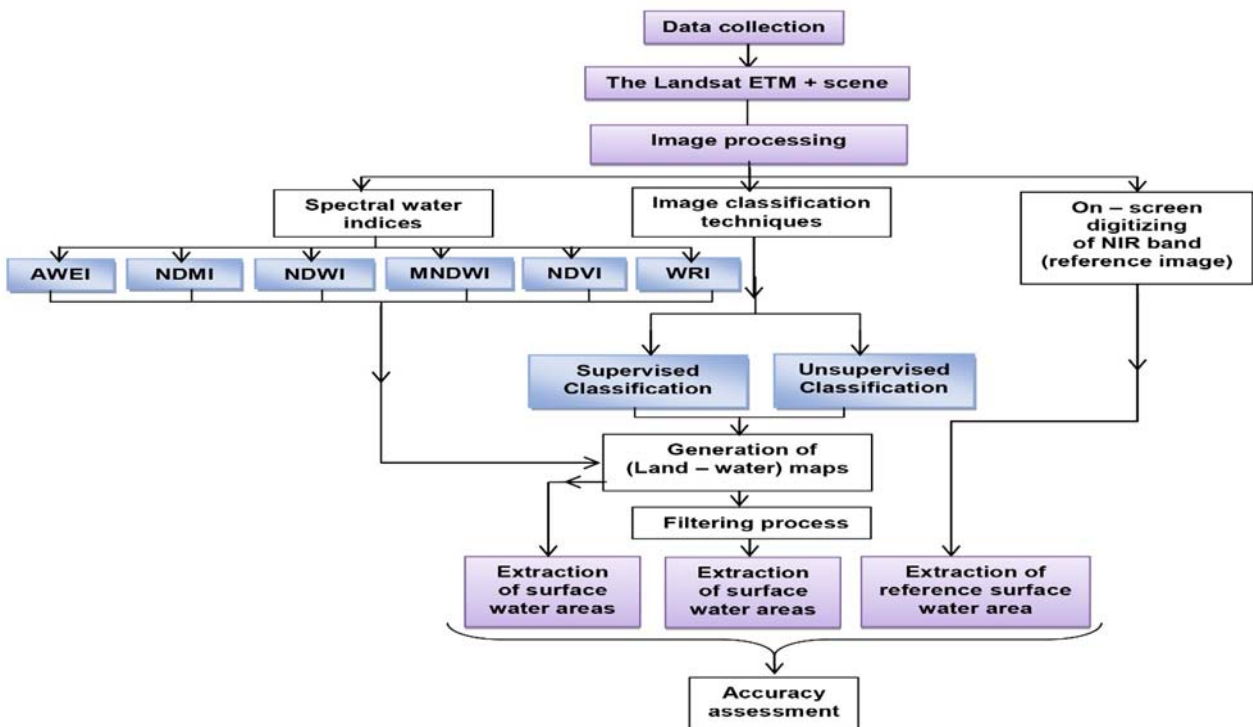 Data collection
The Landsat ETM + scene
Image processing
Spectral water
indices
Image classification
techniques
On – screen
digitizing
of NIR band
(reference image)
AWEI
NDMI
NDWI
MNDWI
NDVI
WRI
Supervised
Classification
Unsupervised
Classification
Generation of
(Land – water) maps
Filtering process
Extraction
of surface
water areas
Extraction
of surface
water areas
Extraction of
reference surface
water area
Accuracy
assessment